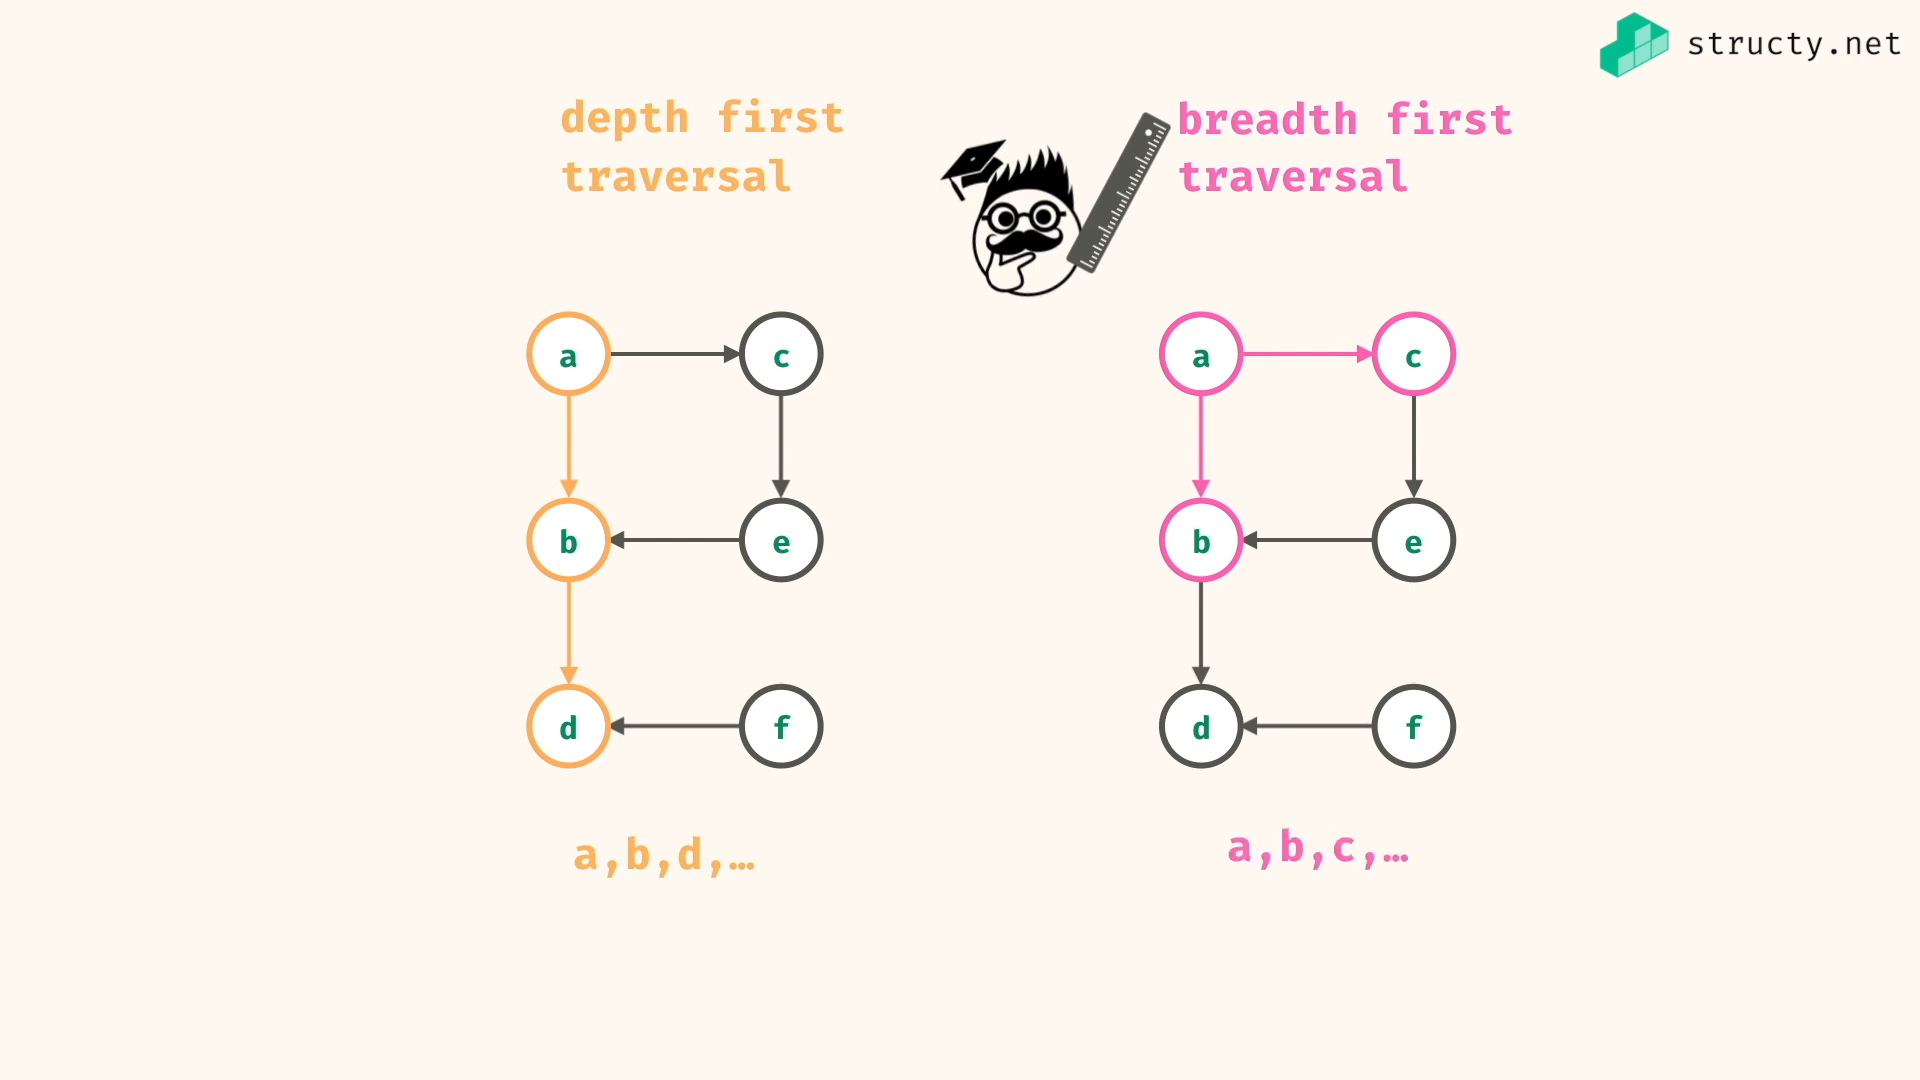 structy.net
depth first
traversal
breadth first
traversal
a
c
b
e
d
f
a,b,d,…
a
c
b
e
d
f
a,b,c,…